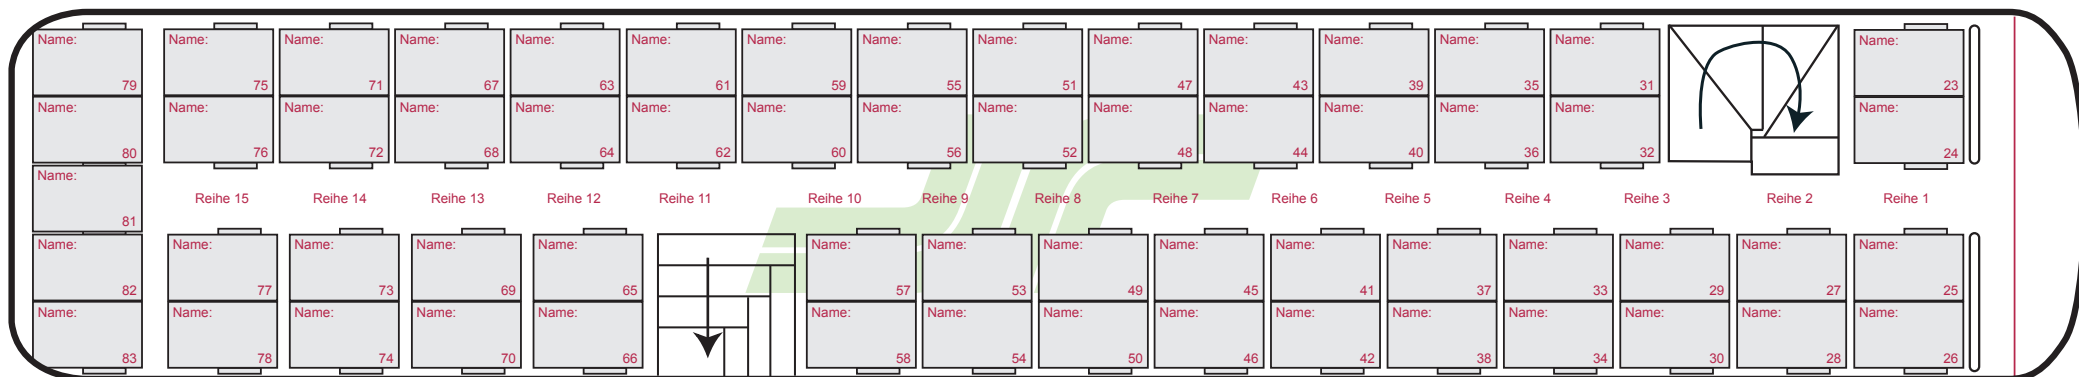 Name: Name: Name: Name: Name: Name: Name: Name: Name: Name: Name: Name: Name: Name: Name:
79 75 71 67 63 61 59 55 51 47 43 39 35 31 23
Name: Name: Name: Name: Name: Name: Name: Name: Name: Name: Name: Name: Name: Name: Name:
80 76 72 68 64 62 60 56 52 48 44 40 36 32 24
Name:
Reihe 15 Reihe 14 Reihe 13 Reihe 12 Reihe 11 Reihe 10 Reihe 9 Reihe 8 Reihe 7 Reihe 6 Reihe 5 Reihe 4 Reihe 3 Reihe 2 Reihe 1
81
Name: Name: Name: Name: Name: Name: Name: Name: Name: Name: Name: Name: Name: Name: Name:
82 77 73 69 65 57 53 49 45 41 37 33 29 27 25
Name: Name: Name: Name: Name: Name: Name: Name: Name: Name: Name: Name: Name: Name: Name:
83 78 74 70 66 58 54 50 46 42 38 34 30 28 26